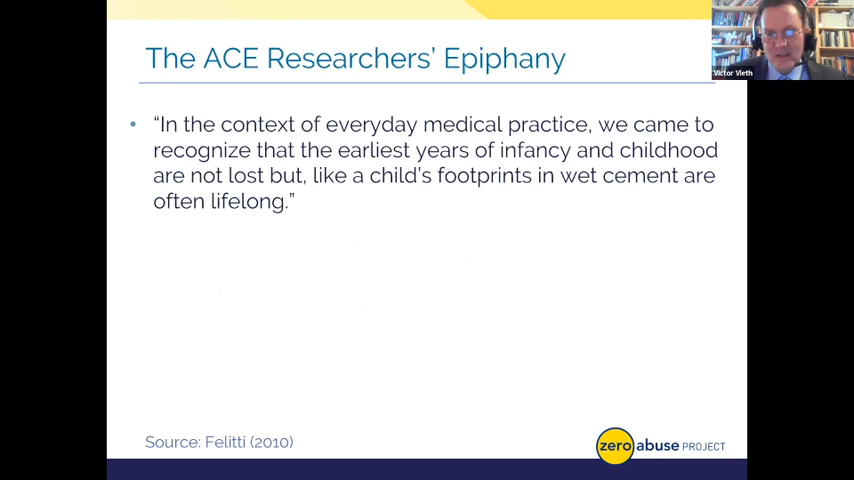 The ACE Researchers' Epiphany
Victor Vieth
• “In the context of everyday medical practice, we came to
recognize that the earliest years of infancy and childhood
are not lost but, like a child's footprints in wet cement are
often lifelong.”
Source: Felitti (2010)
zero abuse PROJECT